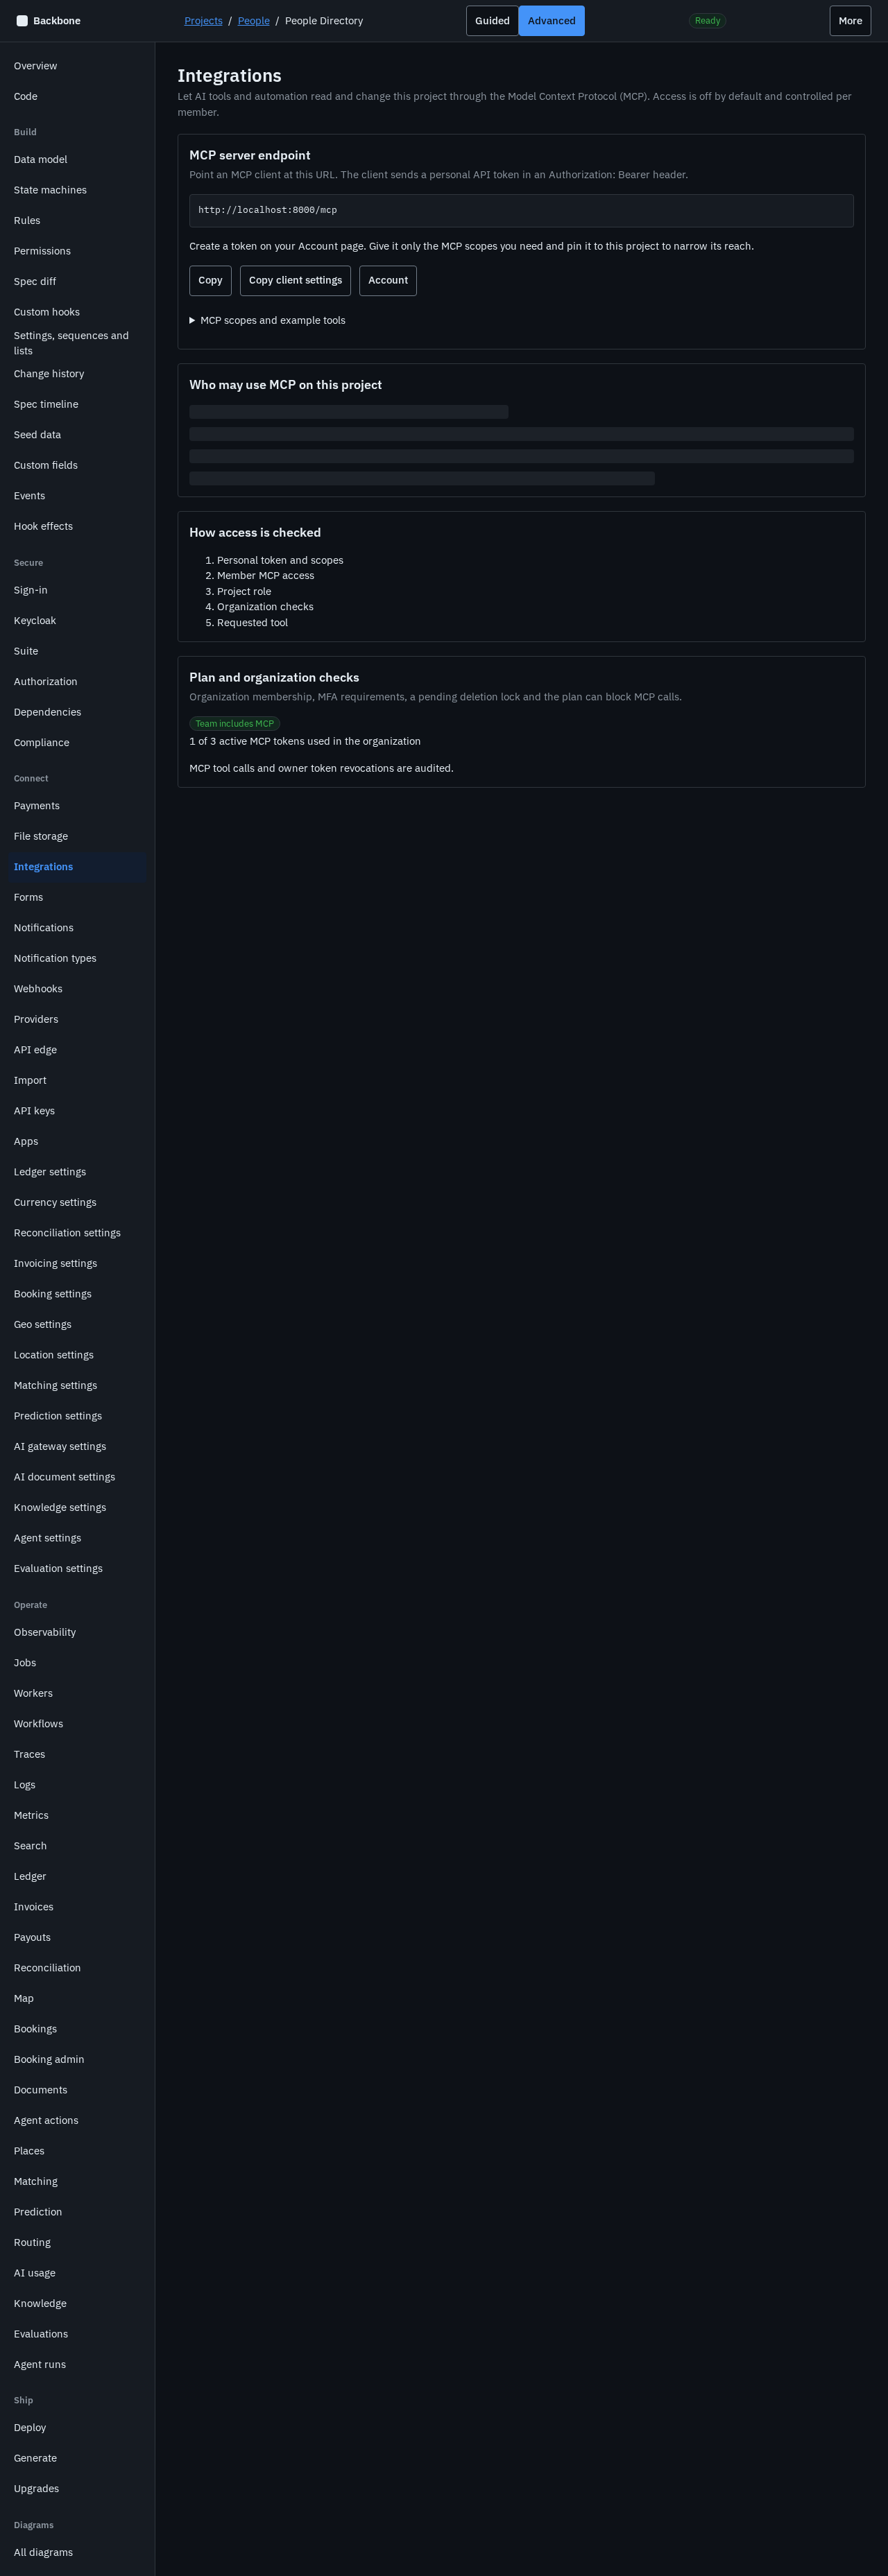 Backbone
Projects / People / People Directory
Guided
Advanced
Ready
More
Overview
Code
Build
Data model
State machines
Rules
Permissions
Spec diff
Custom hooks
Settings, sequences and
lists
Change history
Spec timeline
Seed data
Custom fields
Events
Hook effects
Secure
Sign-in
Keycloak
Suite
Authorization
Dependencies
Compliance
Connect
Payments
File storage
Integrations
Forms
Notifications
Notification types
Webhooks
Providers
API edge
Import
API keys
Apps
Ledger settings
Currency settings
Reconciliation settings
Invoicing settings
Booking settings
Geo settings
Location settings
Matching settings
Prediction settings
AI gateway settings
AI document settings
Knowledge settings
Agent settings
Evaluation settings
Operate
Observability
Jobs
Workers
Workflows
Traces
Logs
Metrics
Search
Ledger
Invoices
Payouts
Reconciliation
Map
Bookings
Booking admin
Documents
Agent actions
Places
Matching
Prediction
Routing
AI usage
Knowledge
Evaluations
Agent runs
Ship
Deploy
Generate
Upgrades
Diagrams
All diagrams
Integrations
Let AI tools and automation read and change this project through the Model Context Protocol (MCP). Access is off by default and controlled per
member.
MCP server endpoint
Point an MCP client at this URL. The client sends a personal API token in an Authorization: Bearer header.
http://localhost:8000/mcp
Create a token on your Account page. Give it only the MCP scopes you need and pin it to this project to narrow its reach.
Copy
Copy client settings
Account
MCP scopes and example tools
Who may use MCP on this project
How access is checked
1. Personal token and scopes
2. Member MCP access
3. Project role
4. Organization checks
5. Requested tool
Plan and organization checks
Organization membership, MFA requirements, a pending deletion lock and the plan can block MCP calls.
Team includes MCP
1 of 3 active MCP tokens used in the organization
MCP tool calls and owner token revocations are audited.